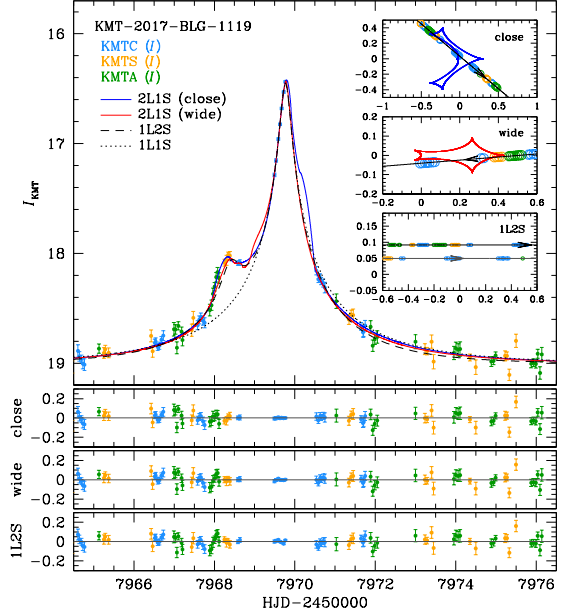 KMT-2017-BLG-1119
KMTC (I)
KMTS (I)
KMTA (I)
2L1S (close)
2L1S (wide)
1L2S
1L1S
16
17
18
19
I_KMT
close
0.4
0.2
0
−0.2
−0.4
−1 −0.5 0 0.5 1
wide
0.2
0.1
0
−0.1
−0.2
−0.2 0 0.2 0.4 0.6
1L2S
0.15
0.1
0.05
0
−0.05
−0.6 −0.4 −0.2 0 0.2 0.4 0.6
close
0.2
0
−0.2
wide
0.2
0
−0.2
1L2S
0.2
0
−0.2
7966 7968 7970 7972 7974 7976
HJD−2450000